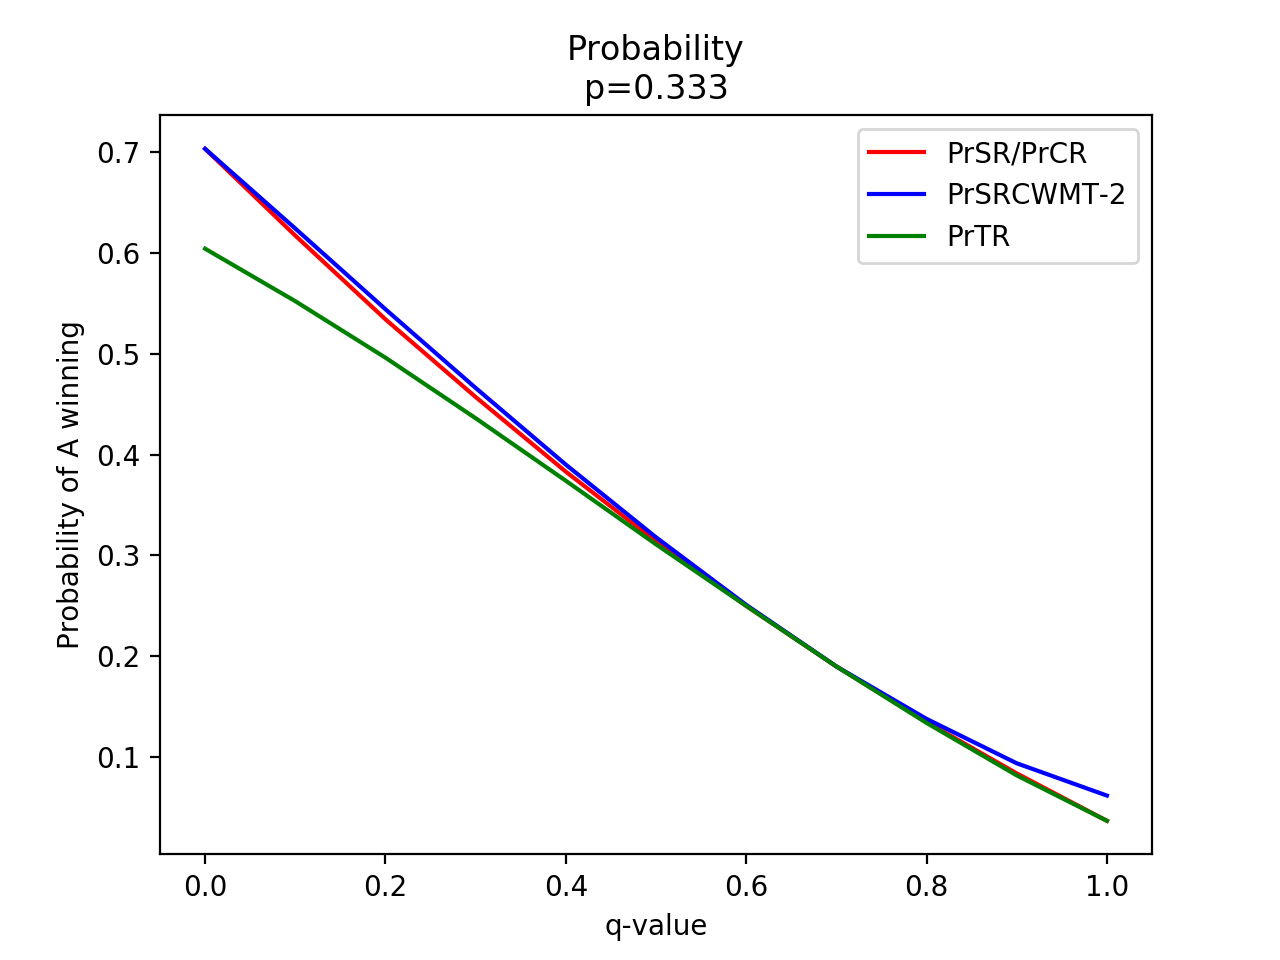 Probability
p=0.333
PrSR/PrCR
PrSRCWMT-2
PrTR
Probability of A winning
0.7
0.6
0.5
0.4
0.3
0.2
0.1
0.0
0.2
0.4
0.6
0.8
1.0
q-value